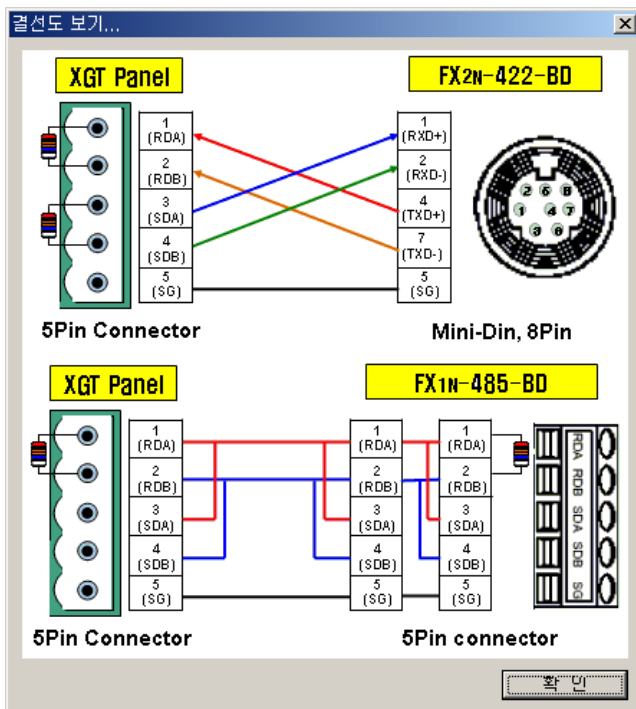 결선도 보기...
XGT Panel
FX2N-422-BD
1
(RDA)
2
(RDB)
3
(SDA)
4
(SDB)
5
(SG)
1
(RXD+)
2
(RXD-)
4
(TXD+)
7
(TXD-)
5
(SG)
2 5 8
1 4 7
3 6
5Pin Connector
Mini-Din, 8Pin
XGT Panel
FX1N-485-BD
1
(RDA)
2
(RDB)
3
(SDA)
4
(SDB)
5
(SG)
1
(RDA)
2
(RDB)
3
(SDA)
4
(SDB)
5
(SG)
1
(RDA)
2
(RDB)
3
(SDA)
4
(SDB)
5
(SG)
RDA
RDB
SDA
SDB
SG
5Pin Connector
5Pin connector
확 인